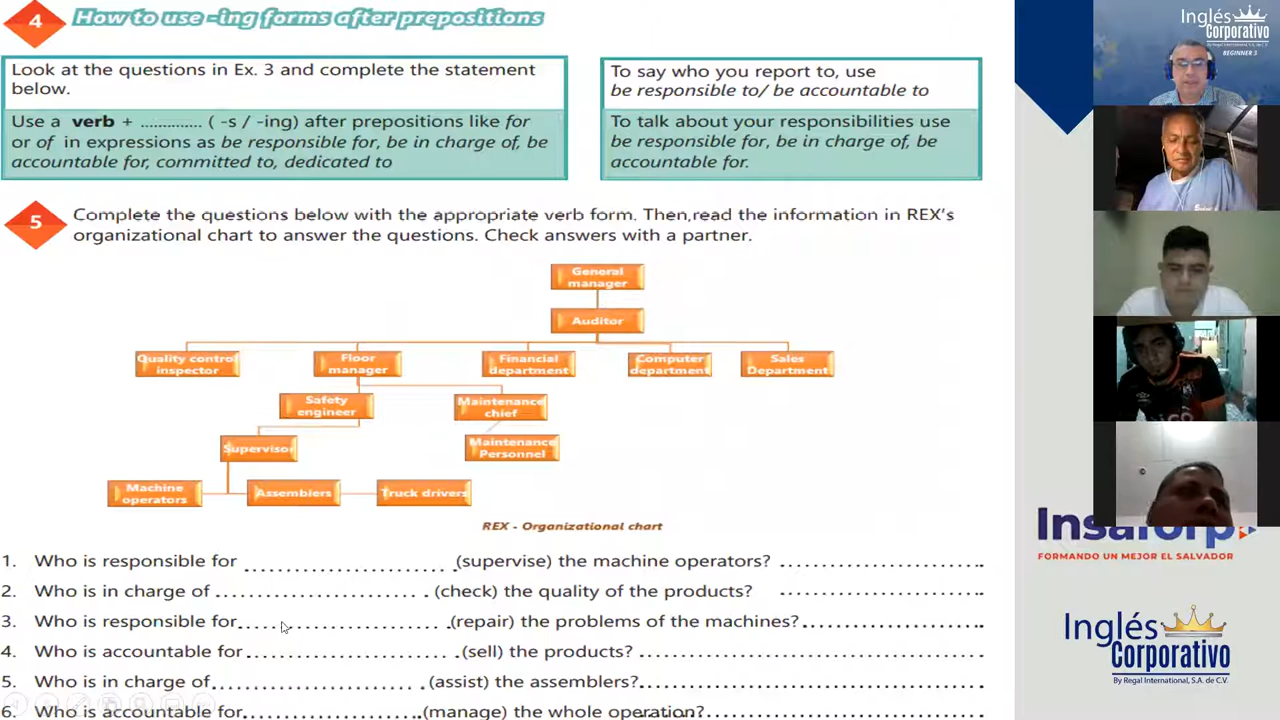 4
How to use -ing forms after prepositions
Look at the questions in Ex. 3 and complete the statement
below.
Use a verb + .............. ( -s / -ing) after prepositions like for
or of in expressions as be responsible for, be in charge of, be
accountable for, committed to, dedicated to
To say who you report to, use
be responsible to/ be accountable to
To talk about your responsibilities use
be responsible for, be in charge of, be
accountable for.
5
Complete the questions below with the appropriate verb form. Then,read the information in REX's
organizational chart to answer the questions. Check answers with a partner.
General
manager
Auditor
Quality control
inspector
Floor
manager
Financial
department
Computer
department
Sales
Department
Safety
engineer
Maintenance
chief
Supervisor
Maintenance
Personnel
Machine
operators
Assemblers
Truck drivers
REX - Organizational chart
1. Who is responsible for ........................... (supervise) the machine operators? ...........................
2. Who is in charge of ........................... (check) the quality of the products? ...........................
3. Who is responsible for........................... (repair) the problems of the machines?...........................
4. Who is accountable for ........................... (sell) the products? ...........................
5. Who is in charge of........................... (assist) the assemblers?...........................
6. Who is accountable for........................... (manage) the whole operation?...........................
Inglés
Corporativo
BEGINNER 3
Insaforp
FORMANDO UN MEJOR EL SALVADOR
Inglés
Corporativo
By Regal International, S.A. de C.V.